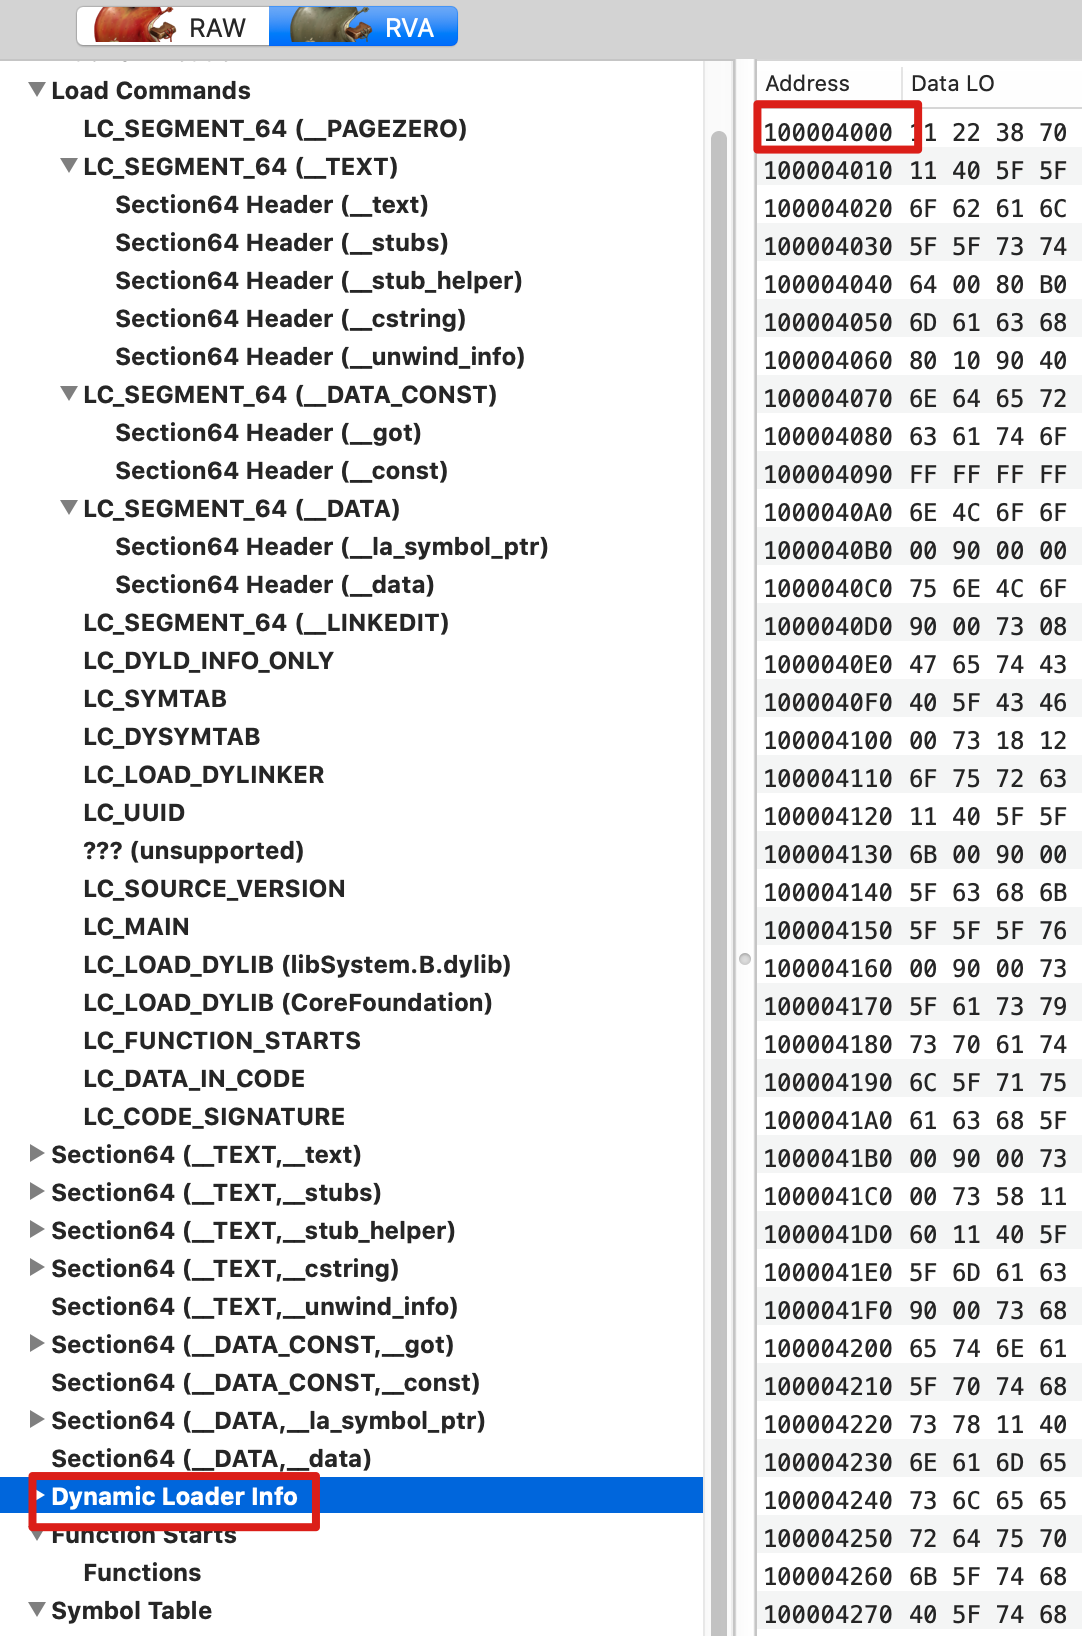 RAW
RVA
Load Commands
LC_SEGMENT_64 (__PAGEZERO)
LC_SEGMENT_64 (__TEXT)
Section64 Header (__text)
Section64 Header (__stubs)
Section64 Header (__stub_helper)
Section64 Header (__cstring)
Section64 Header (__unwind_info)
LC_SEGMENT_64 (__DATA_CONST)
Section64 Header (__got)
Section64 Header (__const)
LC_SEGMENT_64 (__DATA)
Section64 Header (__la_symbol_ptr)
Section64 Header (__data)
LC_SEGMENT_64 (__LINKEDIT)
LC_DYLD_INFO_ONLY
LC_SYMTAB
LC_DYSYMTAB
LC_LOAD_DYLINKER
LC_UUID
??? (unsupported)
LC_SOURCE_VERSION
LC_MAIN
LC_LOAD_DYLIB (libSystem.B.dylib)
LC_LOAD_DYLIB (CoreFoundation)
LC_FUNCTION_STARTS
LC_DATA_IN_CODE
LC_CODE_SIGNATURE
Section64 (__TEXT,__text)
Section64 (__TEXT,__stubs)
Section64 (__TEXT,__stub_helper)
Section64 (__TEXT,__cstring)
Section64 (__TEXT,__unwind_info)
Section64 (__DATA_CONST,__got)
Section64 (__DATA_CONST,__const)
Section64 (__DATA,__la_symbol_ptr)
Section64 (__DATA,__data)
Dynamic Loader Info
Function Starts
Functions
Symbol Table
Address Data LO
100004000 11 22 38 70
100004010 11 40 5F 5F
100004020 6F 62 61 6C
100004030 5F 5F 73 74
100004040 64 00 80 B0
100004050 6D 61 63 68
100004060 80 10 90 40
100004070 6E 64 65 72
100004080 63 61 74 6F
100004090 FF FF FF FF
1000040A0 6E 4C 6F 6F
1000040B0 00 90 00 00
1000040C0 75 6E 4C 6F
1000040D0 90 00 73 08
1000040E0 47 65 74 43
1000040F0 40 5F 43 46
100004100 00 73 18 12
100004110 6F 75 72 63
100004120 11 40 5F 5F
100004130 6B 00 90 00
100004140 5F 63 68 6B
100004150 5F 5F 5F 76
100004160 00 90 00 73
100004170 5F 61 73 79
100004180 73 70 61 74
100004190 6C 5F 71 75
1000041A0 61 63 68 5F
1000041B0 00 90 00 73
1000041C0 00 73 58 11
1000041D0 60 11 40 5F
1000041E0 5F 6D 61 63
1000041F0 90 00 73 68
100004200 65 74 6E 61
100004210 5F 70 74 68
100004220 73 78 11 40
100004230 6E 61 6D 65
100004240 73 6C 65 65
100004250 72 64 75 70
100004260 6B 5F 74 68
100004270 40 5F 74 68